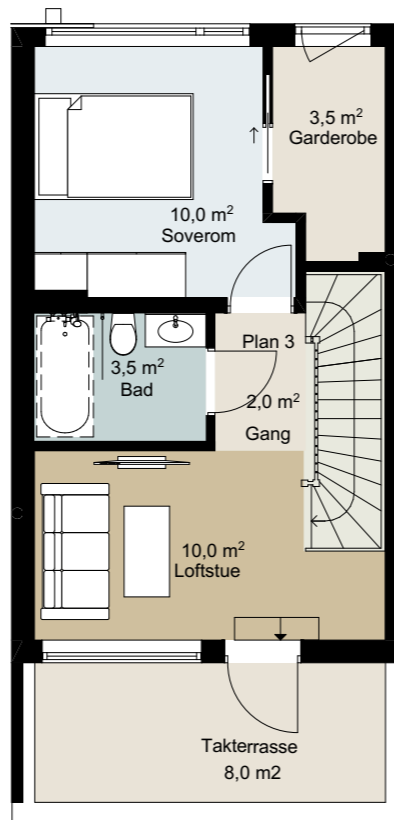 3,5 m²
Garderobe
10,0 m²
Soverom
Plan 3
3,5 m²
Bad
2,0 m²
Gang
10,0 m²
Loftstue
Takterrasse
8,0 m2